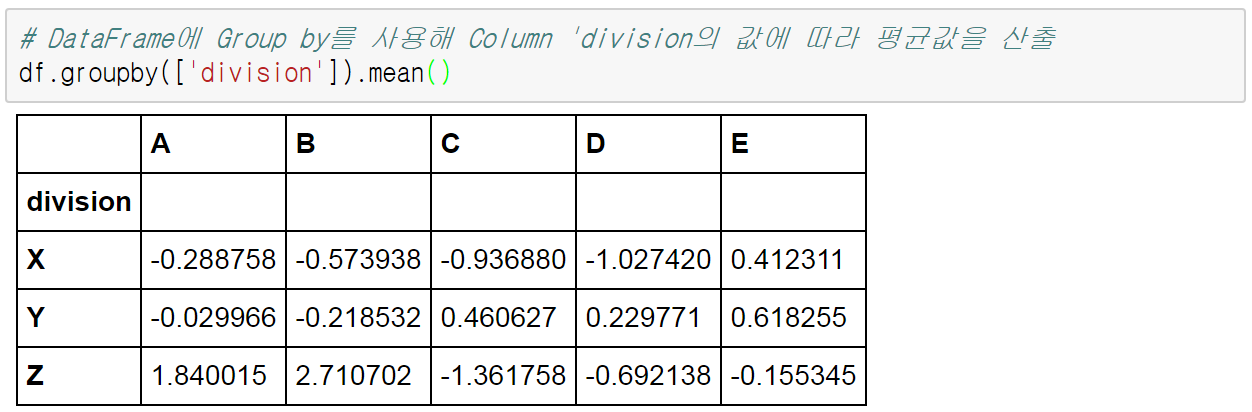 # DataFrame에 Group by를 사용해 Column 'division의 값에 따라 평균값을 산출
df.groupby(['division']).mean()
A B C D E
division
X -0.288758 -0.573938 -0.936880 -1.027420 0.412311
Y -0.029966 -0.218532 0.460627 0.229771 0.618255
Z 1.840015 2.710702 -1.361758 -0.692138 -0.155345